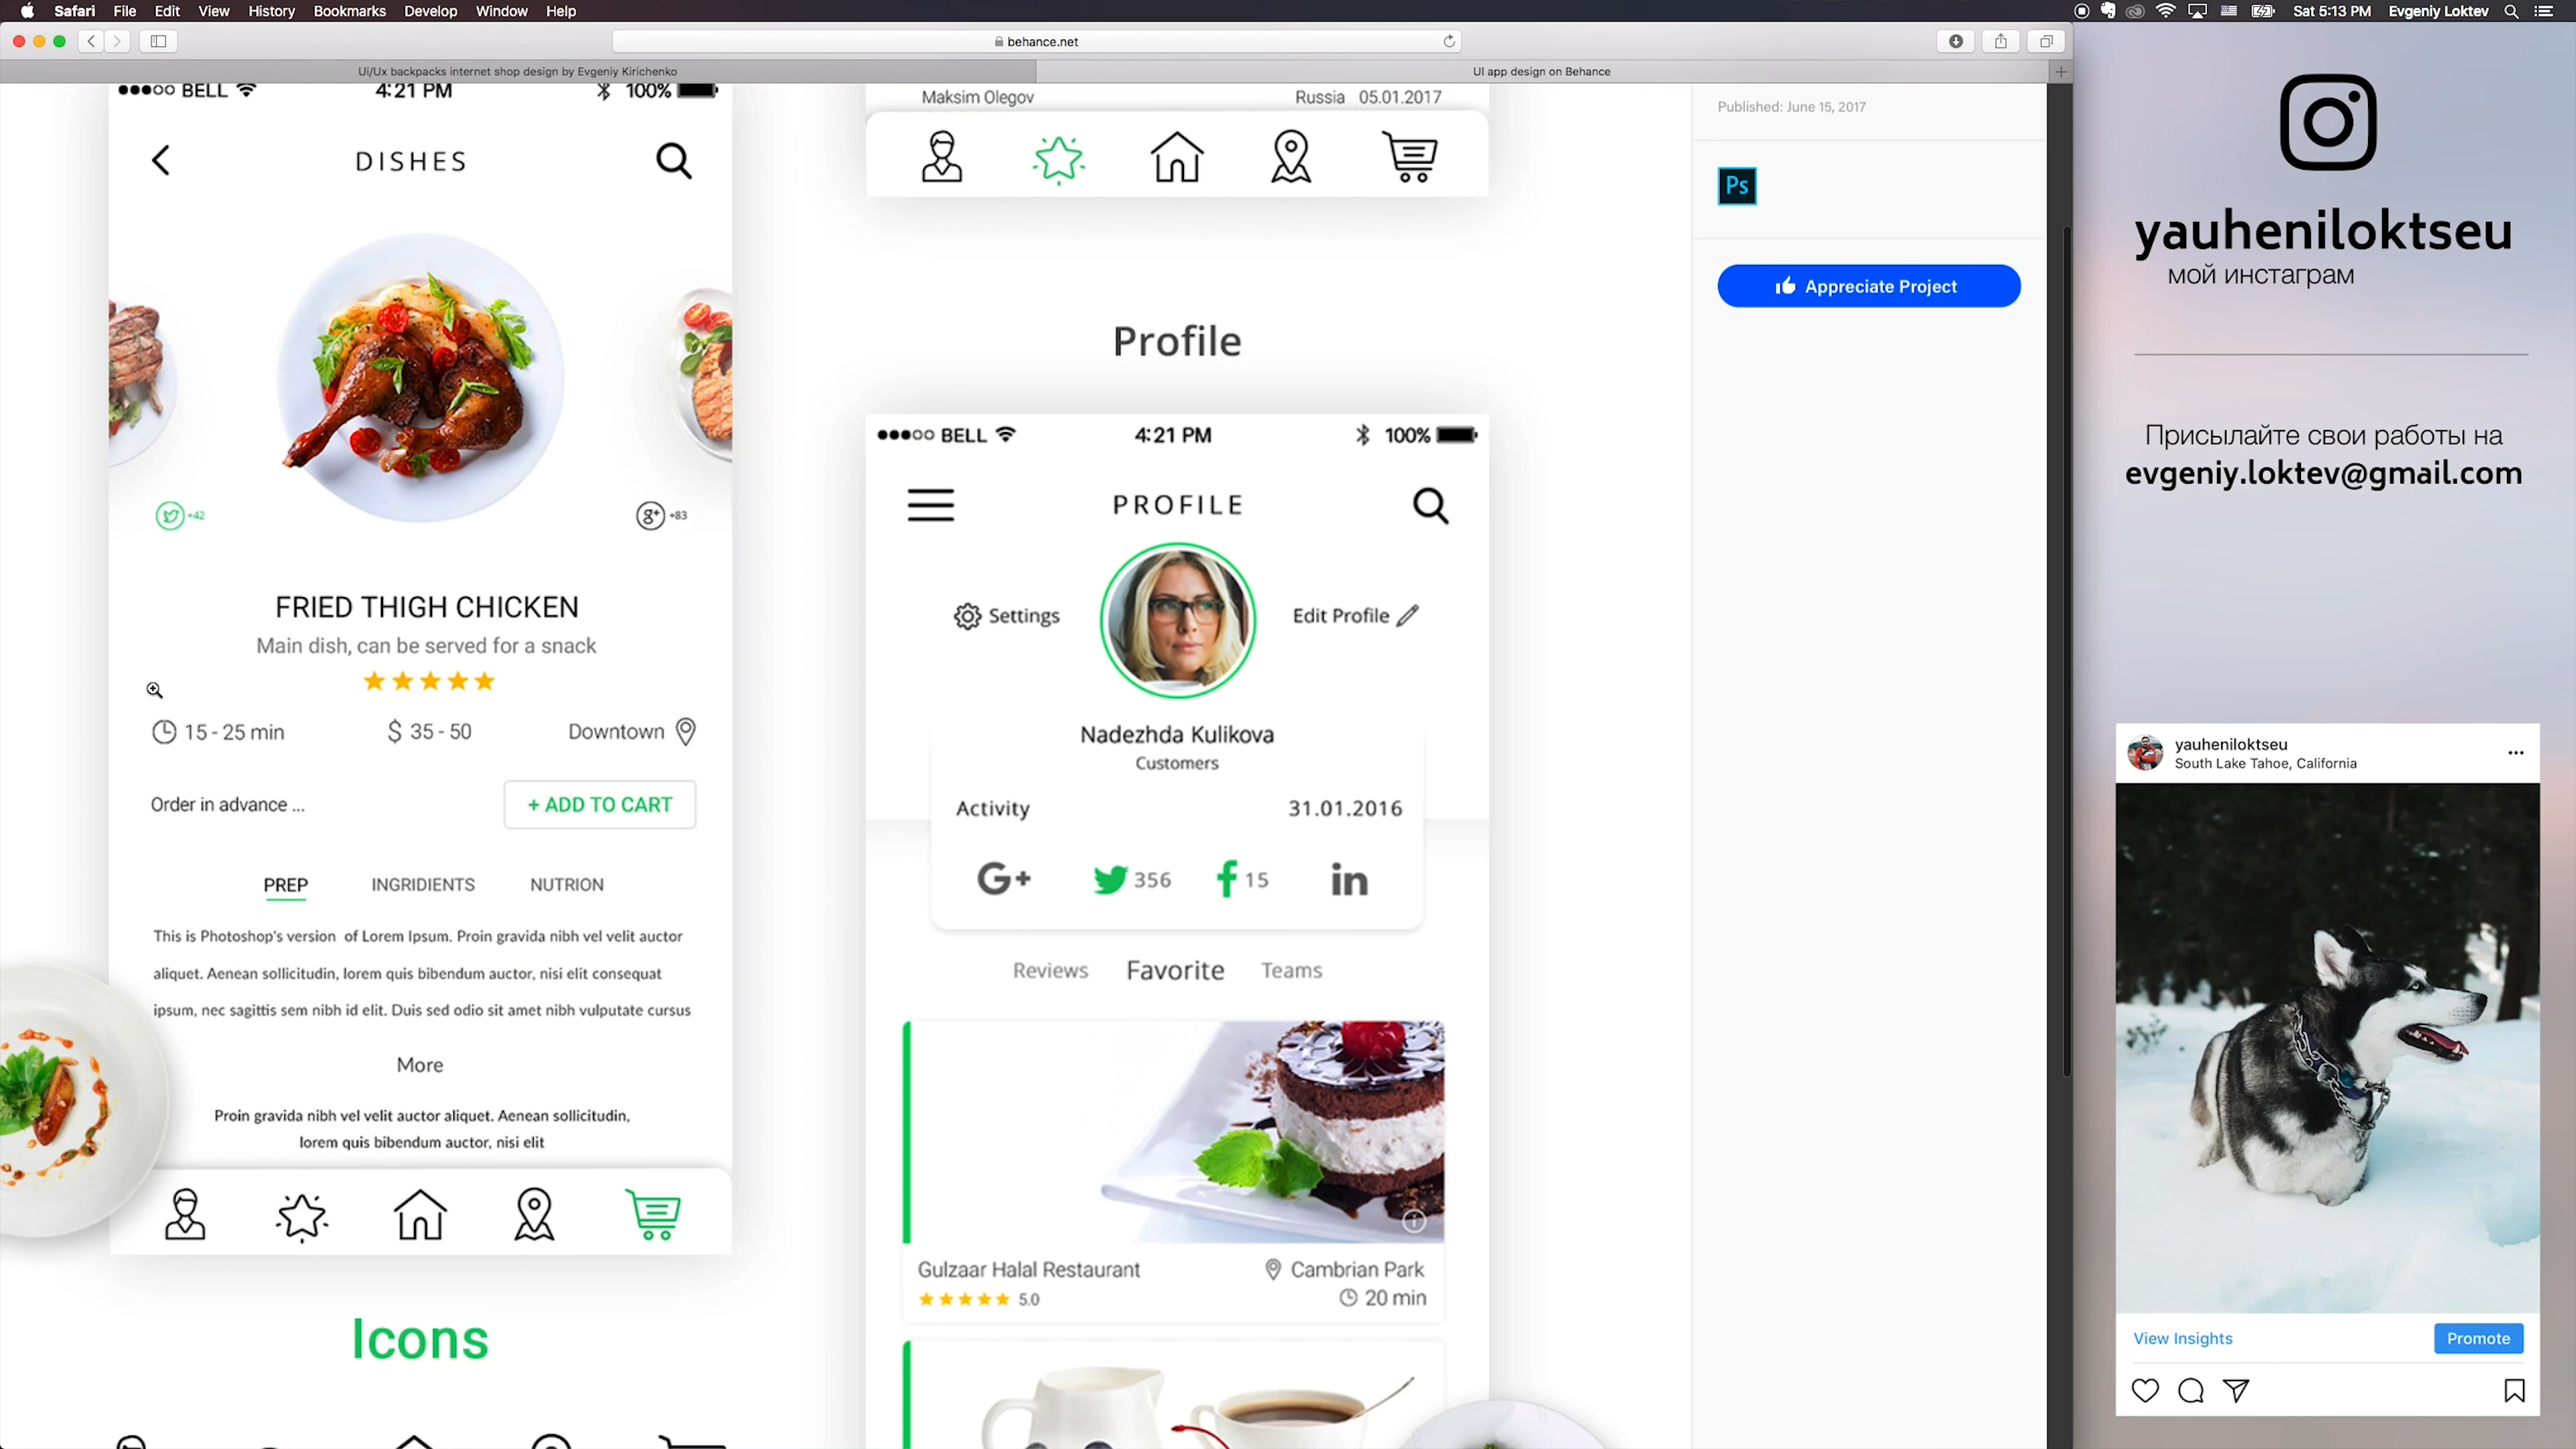 Safari File Edit View History Bookmarks Develop Window Help
Sat 5:13 PM Evgeniy Loktev
behance.net
Ui/Ux backpacks internet shop design by Evgeniy Kirichenko
UI app design on Behance
BELL 4:21 PM 100%
DISHES
+42
+83
FRIED THIGH CHICKEN
Main dish, can be served for a snack
15 - 25 min
$ 35 - 50
Downtown
Order in advance ...
+ ADD TO CART
PREP INGRIDIENTS NUTRION
This is Photoshop's version of Lorem Ipsum. Proin gravida nibh vel velit auctor
aliquet. Aenean sollicitudin, lorem quis bibendum auctor, nisi elit consequat
ipsum, nec sagittis sem nibh id elit. Duis sed odio sit amet nibh vulputate cursus
More
Proin gravida nibh vel velit auctor aliquet. Aenean sollicitudin,
lorem quis bibendum auctor, nisi elit
Icons
Maksim Olegov Russia 05.01.2017
Profile
BELL 4:21 PM 100%
PROFILE
Settings
Edit Profile
Nadezhda Kulikova
Customers
Activity 31.01.2016
G+ 356 f 15 in
Reviews Favorite Teams
Gulzaar Halal Restaurant
Cambrian Park
5.0
20 min
Published: June 15, 2017
Ps
Appreciate Project
yauheniloktseu
мой инстаграм
Присылайте свои работы на
evgeniy.loktev@gmail.com
yauheniloktseu
South Lake Tahoe, California
View Insights
Promote